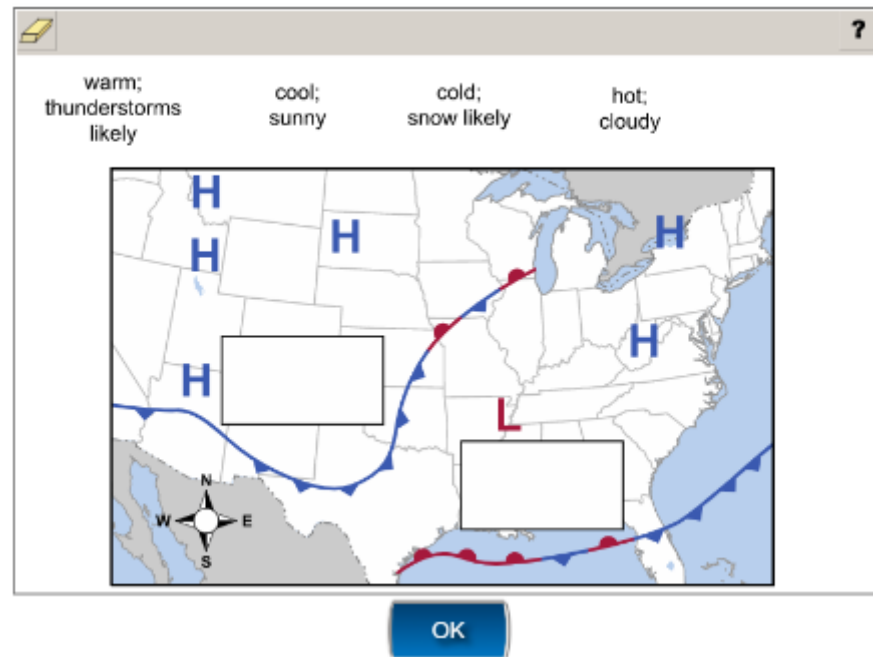 ?
warm;
thunderstorms
likely
cool;
sunny
cold;
snow likely
hot;
cloudy
H
H
H
H
H
H
L
N
W E
S
OK